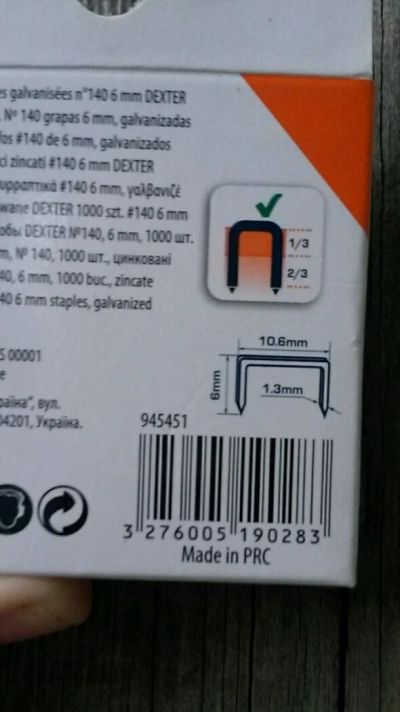 es galvanisées n°140 6 mm DEXTER
. Nº 140 grapas 6 mm, galvanizadas
os #140 de 6 mm, galvanizados
ci zincati #140 6 mm DEXTER
υρραπτικά #140 6 mm, γαλβανιζέ
wane DEXTER 1000 szt. #140 6 mm
обы DEXTER №140, 6 mm, 1000 шт.
m, № 140, 1000 шт., цинковані
40, 6 mm, 1000 buc., zincate
40 6 mm staples, galvanized
1/3
2/3
S 00001
e
раїна", вул.
04201, Україна.
10.6mm
6mm
1.3mm
945451
3 276005 190283
Made in PRC